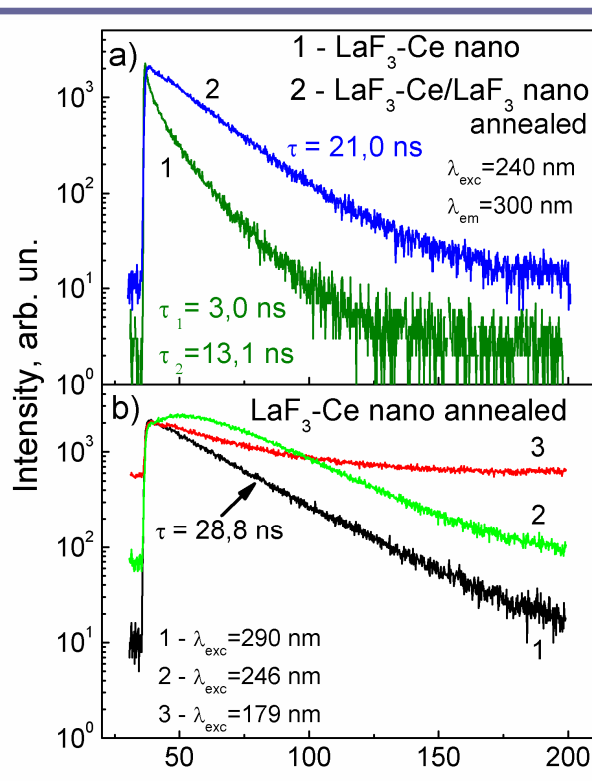 a)
1 - LaF₃-Ce nano
2 - LaF₃-Ce/LaF₃ nano
annealed
2
1
τ = 21,0 ns
λexc=240 nm
λem=300 nm
τ₁= 3,0 ns
τ₂=13,1 ns
10³
10²
10¹
10⁰
Intensity, arb. un.
b)
LaF₃-Ce nano annealed
3
2
1
τ = 28,8 ns
1 - λexc=290 nm
2 - λexc=246 nm
3 - λexc=179 nm
10³
10²
10¹
10⁰
50 100 150 200